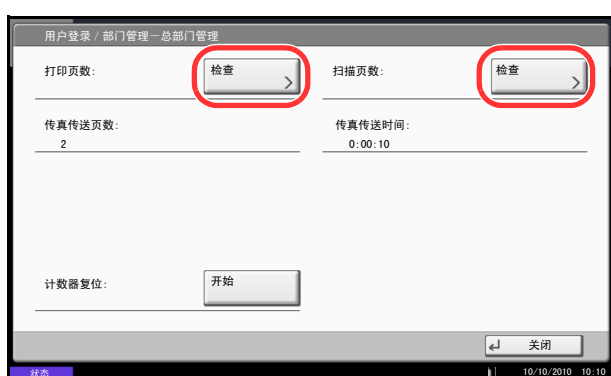 用户登录 / 部门管理－总部门管理
打印页数: 检查 扫描页数: 检查
传真传送页数: 传真传送时间:
2 0:00:10
计数器复位: 开始
关闭
状态 10/10/2010 10:10